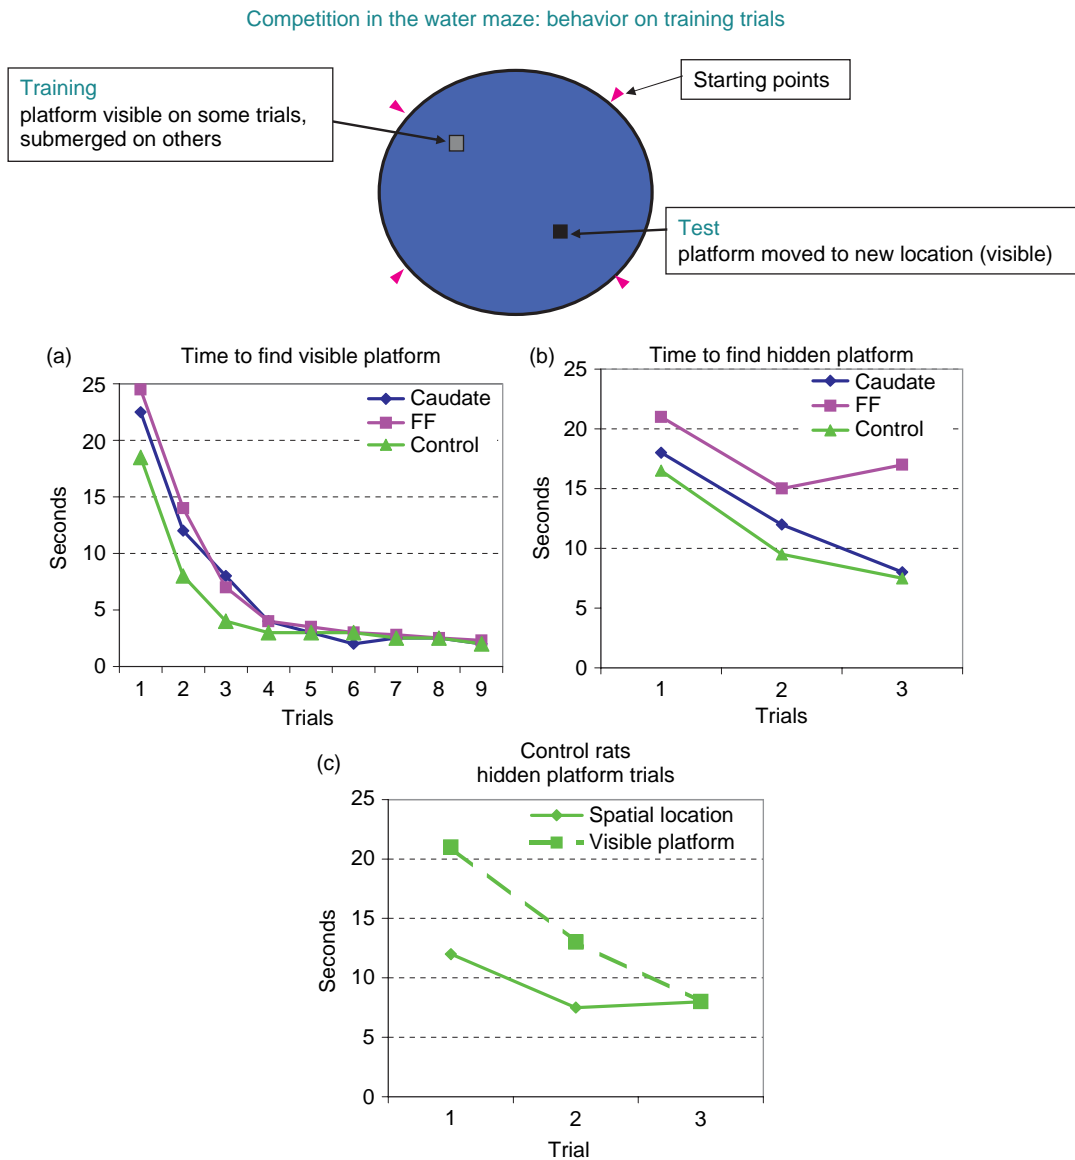 Competition in the water maze: behavior on training trials
Training
platform visible on some trials,
submerged on others
Starting points
Test
platform moved to new location (visible)
(a)
Time to find visible platform
25
20
15
10
5
0
Seconds
Caudate
FF
Control
1 2 3 4 5 6 7 8 9
Trials
(b)
Time to find hidden platform
25
20
15
10
5
0
Seconds
Caudate
FF
Control
1 2 3
Trials
(c)
Control rats
hidden platform trials
25
20
15
10
5
0
Seconds
Spatial location
Visible platform
1 2 3
Trial